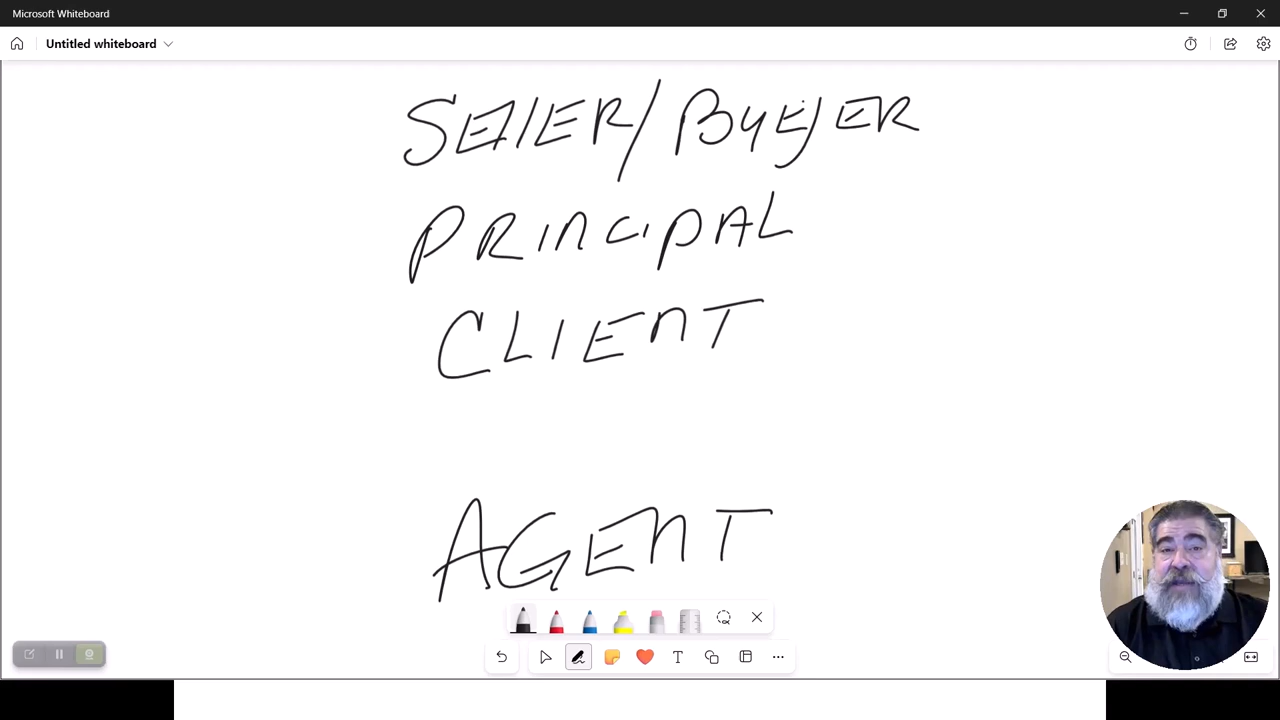 Microsoft Whiteboard
Untitled whiteboard
SELLER/BUYER
PRINCIPAL
CLIENT
AGENT
T